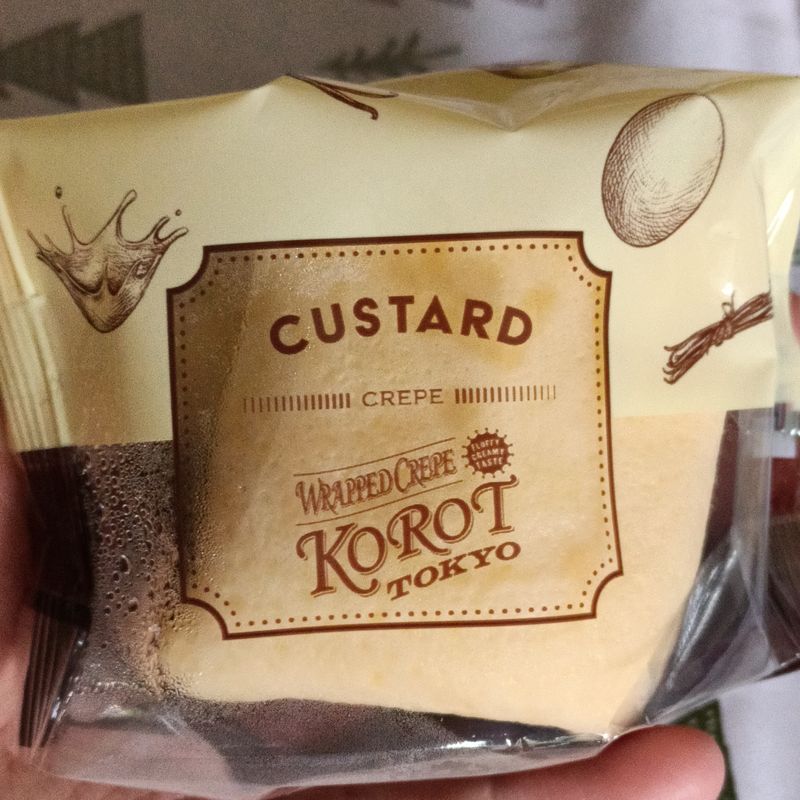 CUSTARD
CREPE
WRAPPED CREPE
FLUFFY
CREAMY
TASTE
KOROT
TOKYO